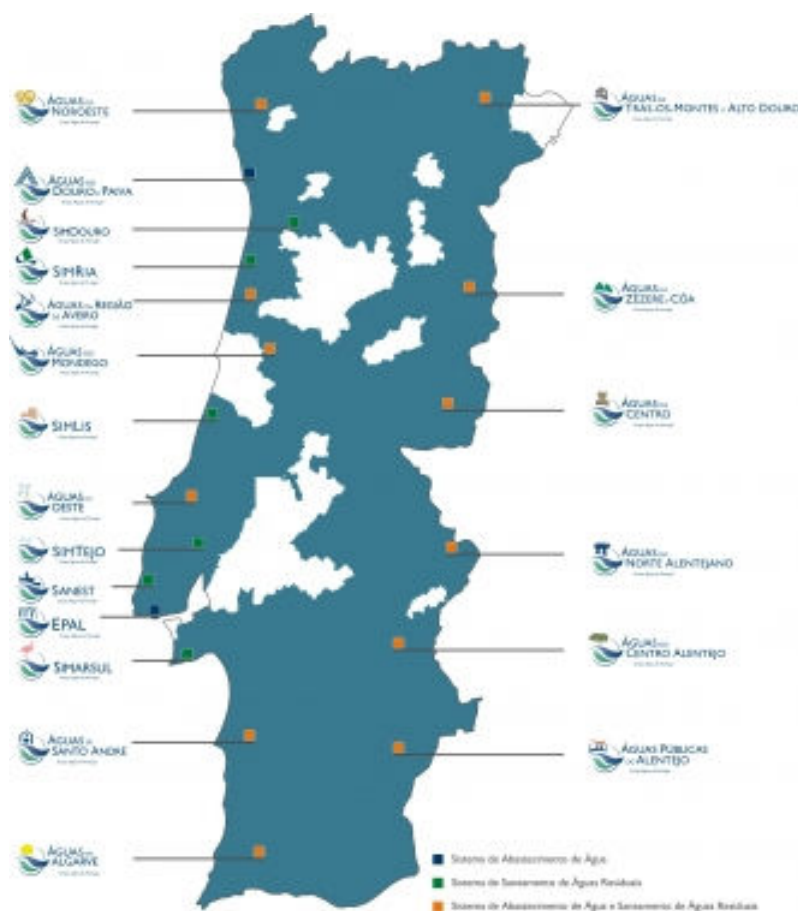 ÁGUAS DO
NOROESTE
ÁGUAS DO
DOURO E PAIVA
SIMDOURO
SIMRIA
ÁGUAS DA REGIÃO
DE AVEIRO
ÁGUAS DO
MONDEGO
SIMLIS
ÁGUAS DO
OESTE
SIMTEJO
SANEST
EPAL
SIMARSUL
ÁGUAS DE
SANTO ANDRÉ
ÁGUAS DO
ALGARVE
ÁGUAS DE
TRÁS-OS-MONTES E ALTO DOURO
ÁGUAS DO
ZÊZERE E CÔA
ÁGUAS DO
CENTRO
ÁGUAS DO
NORTE ALENTEJANO
ÁGUAS DO
CENTRO ALENTEJO
ÁGUAS PÚBLICAS
DO ALENTEJO
Sistema de Abastecimento de Água
Sistema de Saneamento de Águas Residuais
Sistema de Abastecimento de Água e Saneamento de Águas Residuais